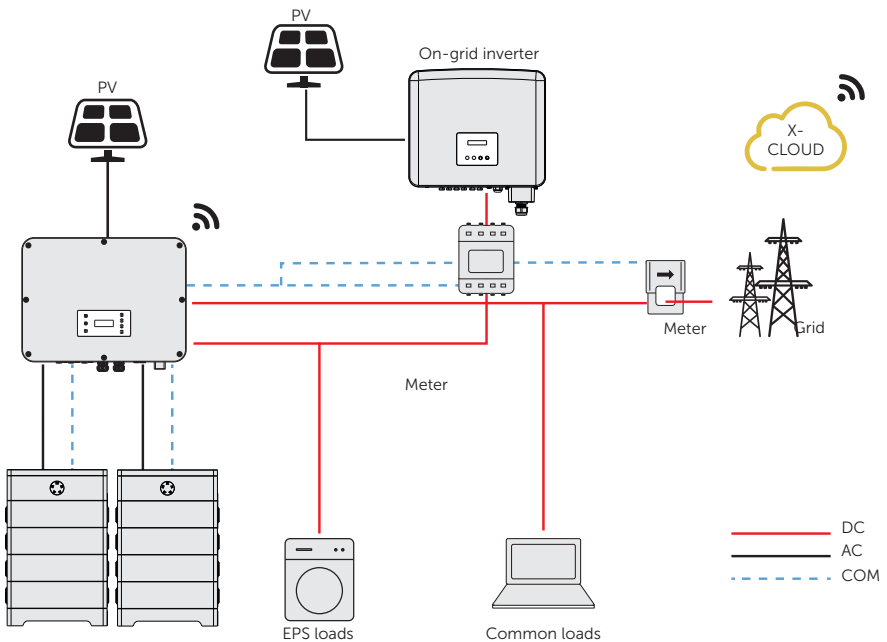 PV
On-grid inverter
PV
X-
CLOUD
Meter
Grid
Meter
DC
AC
COM
EPS loads
Common loads